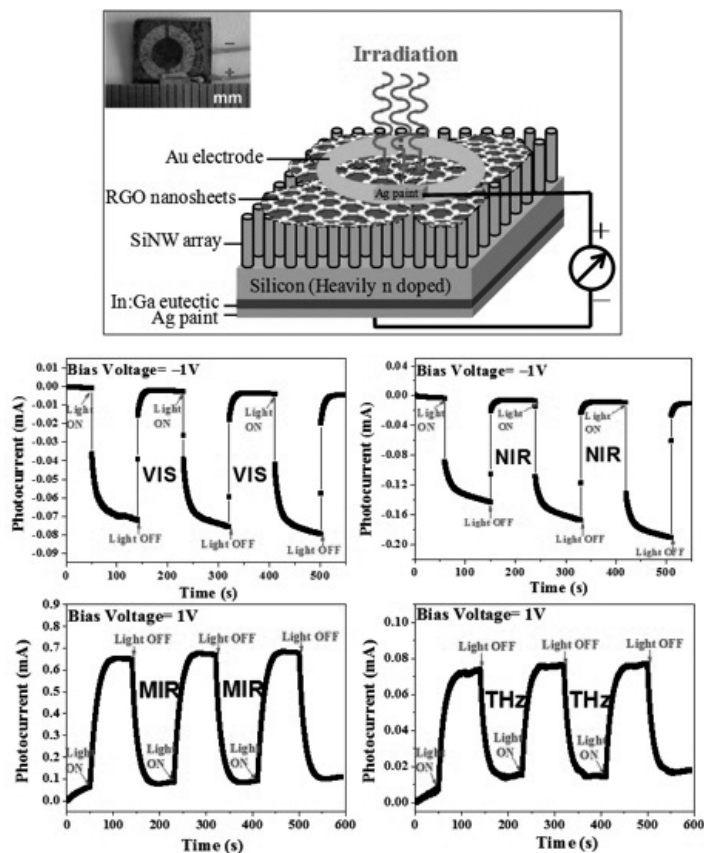 mm
−
+
Irradiation
Au electrode
Ag paint
RGO nanosheets
SiNW array
+
−
Silicon (Heavily n doped)
In:Ga eutectic
Ag paint
Bias Voltage= −1V
0.00
-0.01
-0.02
-0.03
-0.04
-0.05
-0.06
-0.07
-0.08
-0.09
Photocurrent (mA)
Light
ON
Light
ON
Light
ON
VIS
VIS
Light OFF
Light OFF
Light OFF
0 100 200 300 400 500
Time (s)
Bias Voltage= −1V
0.04
0.00
-0.04
-0.08
-0.12
-0.16
-0.20
Photocurrent (mA)
Light
ON
Light
ON
Light
ON
NIR
NIR
Light OFF
Light OFF
Light OFF
0 100 200 300 400 500
Time (s)
Bias Voltage= 1V
0.9
0.8
0.7
0.6
0.5
0.4
0.3
0.2
0.1
0.0
Photocurrent (mA)
Light OFF
Light OFF
Light OFF
MIR
MIR
Light
ON
Light
ON
Light
ON
0 100 200 300 400 500 600
Time (s)
Bias Voltage= 1V
0.10
0.08
0.06
0.04
0.02
0.00
Photocurrent (mA)
Light OFF
Light OFF
Light OFF
THz
THz
Light
ON
Light
ON
Light
ON
0 100 200 300 400 500 600
Time (s)